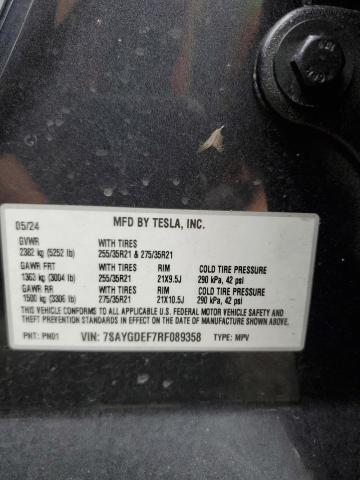 05/24 MFD BY TESLA, INC.
GVWR WITH TIRES
2382 kg (5252 lb) 255/35R21 & 275/35R21
GAWR FRT WITH TIRES RIM COLD TIRE PRESSURE
1363 kg (3004 lb) 255/35R21 21X9.5J 290 kPa, 42 psi
GAWR RR WITH TIRES RIM COLD TIRE PRESSURE
1500 kg (3306 lb) 275/35R21 21X10.5J 290 kPa, 42 psi
THIS VEHICLE CONFORMS TO ALL APPLICABLE U.S. FEDERAL MOTOR VEHICLE SAFETY AND
THEFT PREVENTION STANDARDS IN EFFECT ON THE DATE OF MANUFACTURE SHOWN ABOVE.
PNT: PN01 VIN: 7SAYGDEF7RF089358 TYPE: MPV